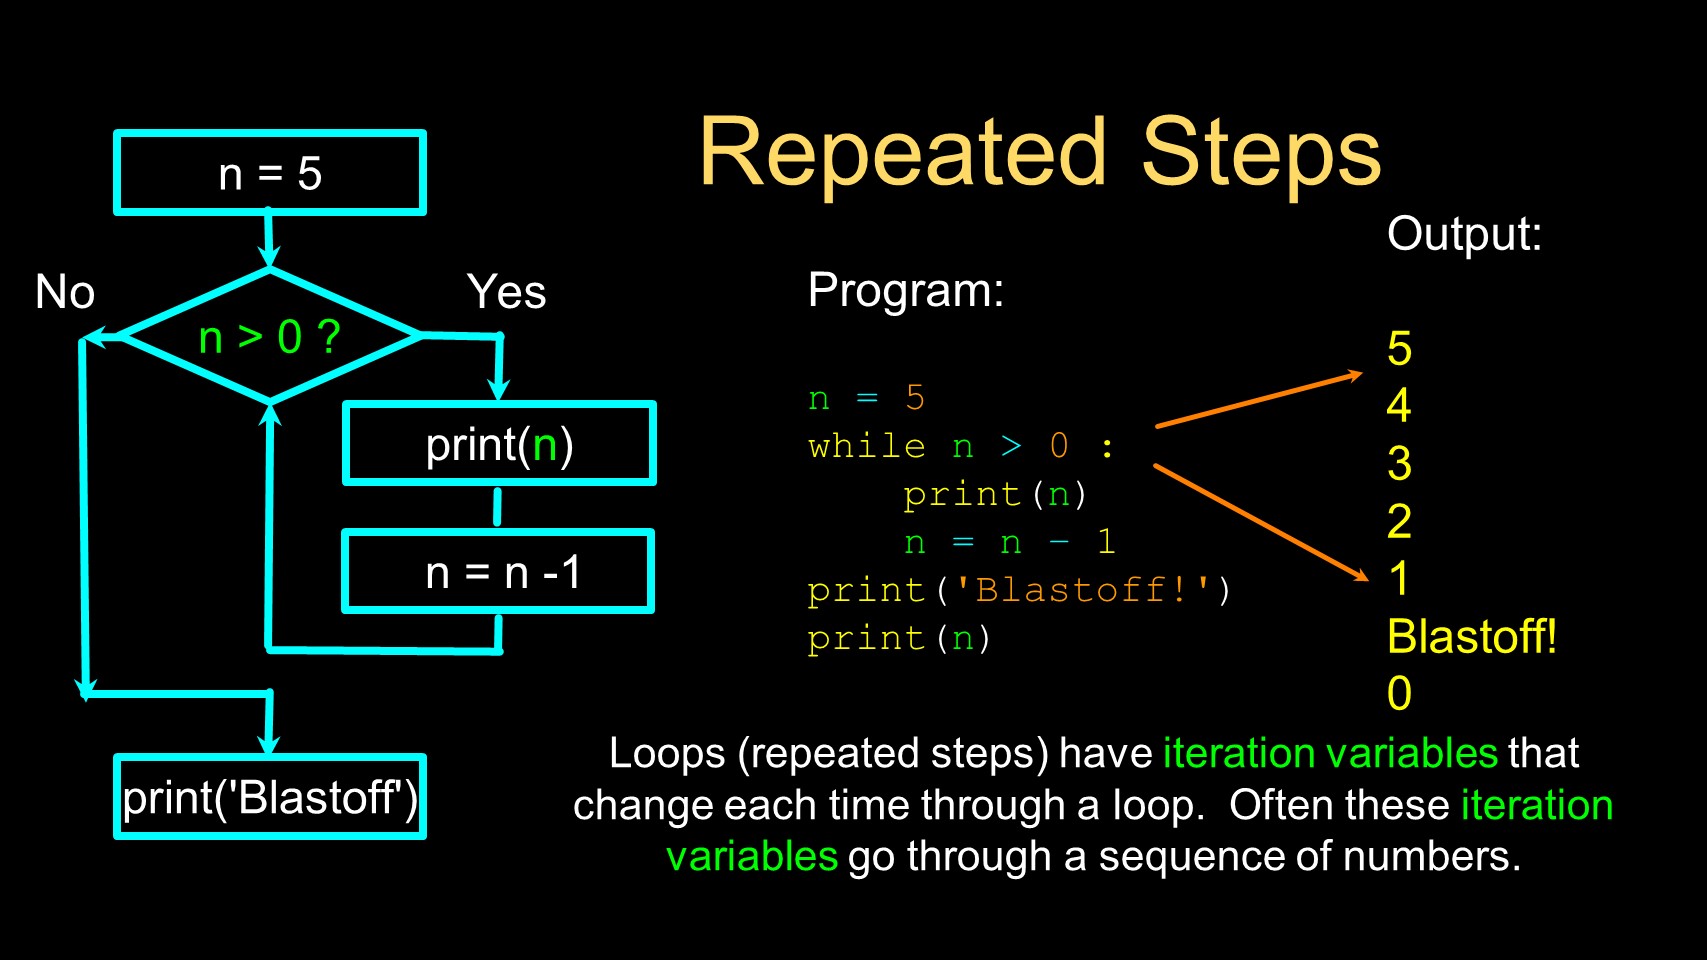 Repeated Steps
n = 5
No
n > 0 ?
Yes
print(n)
n = n -1
print('Blastoff')
Program:
n = 5
while n > 0 :
    print(n)
    n = n – 1
print('Blastoff!')
print(n)
Output:
5
4
3
2
1
Blastoff!
0
Loops (repeated steps) have iteration variables that
change each time through a loop.  Often these iteration
variables go through a sequence of numbers.